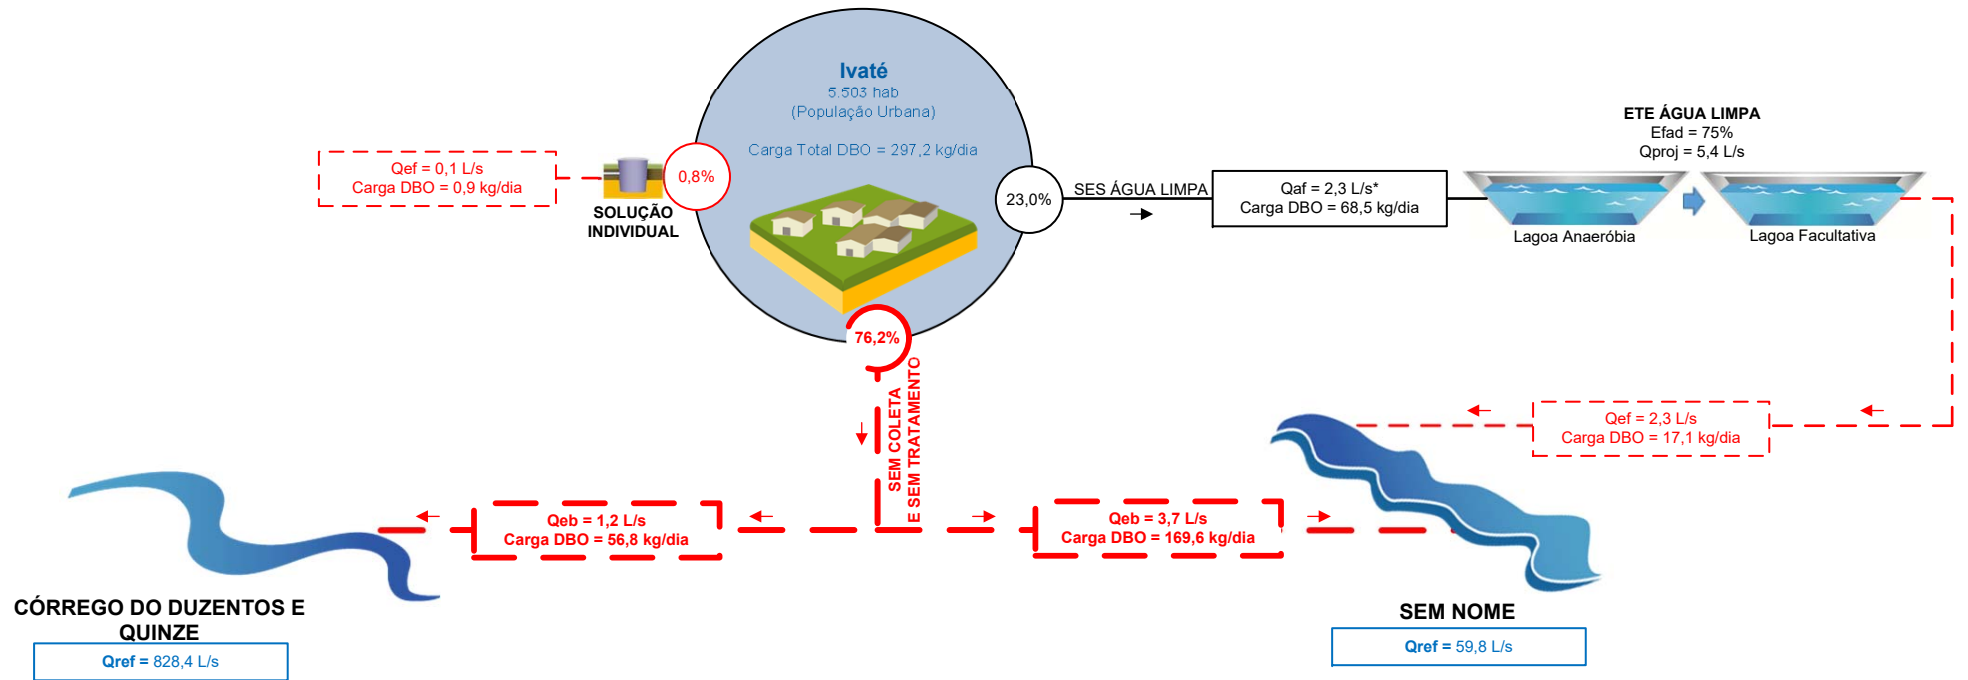 Ivaté
5.503 hab
(População Urbana)
Carga Total DBO = 297,2 kg/dia
Qef = 0,1 L/s
Carga DBO = 0,9 kg/dia
SOLUÇÃO
INDIVIDUAL
0,8%
23,0%
SES ÁGUA LIMPA
Qaf = 2,3 L/s*
Carga DBO = 68,5 kg/dia
ETE ÁGUA LIMPA
Efad = 75%
Qproj = 5,4 L/s
Lagoa Anaeróbia
Lagoa Facultativa
76,2%
SEM COLETA
E SEM TRATAMENTO
Qef = 2,3 L/s
Carga DBO = 17,1 kg/dia
Qeb = 1,2 L/s
Carga DBO = 56,8 kg/dia
Qeb = 3,7 L/s
Carga DBO = 169,6 kg/dia
CÓRREGO DO DUZENTOS E
QUINZE
Qref = 828,4 L/s
SEM NOME
Qref = 59,8 L/s